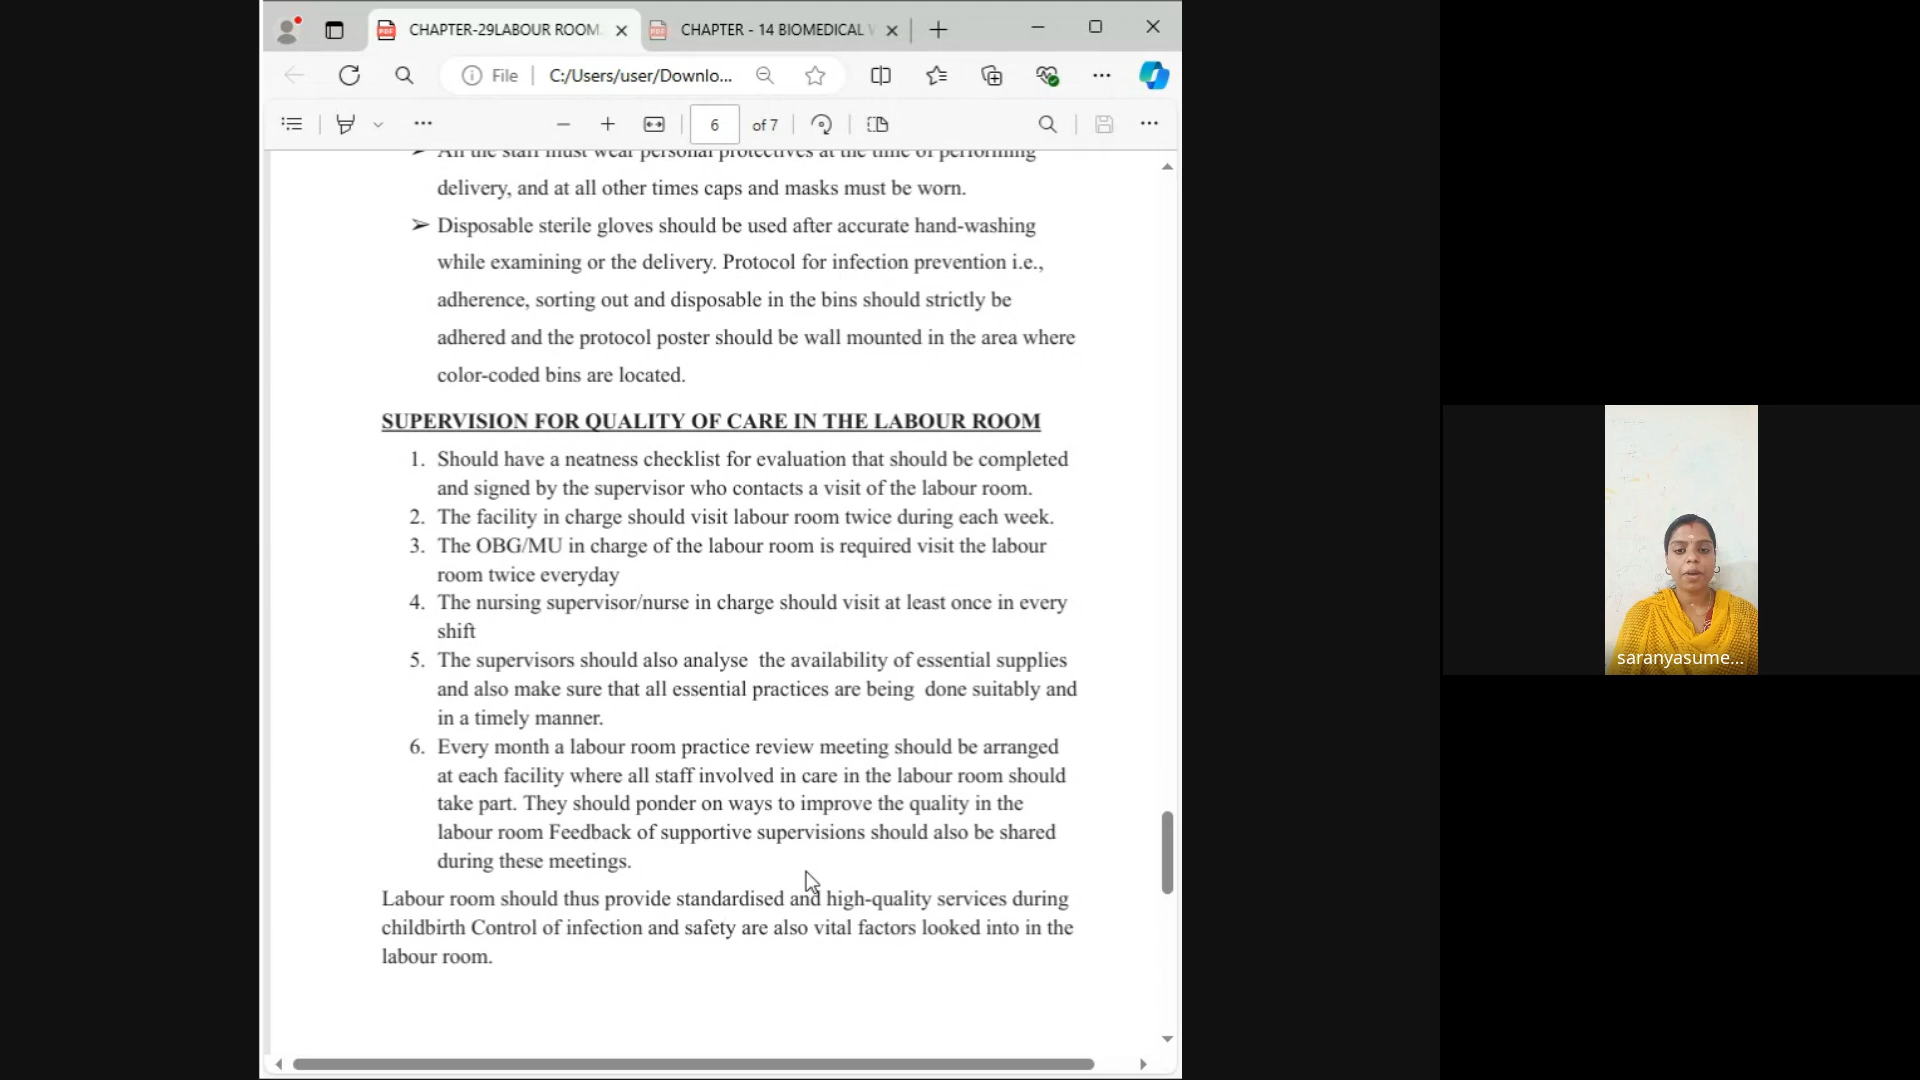 CHAPTER-29LABOUR ROOM.
CHAPTER - 14 BIOMEDICAL
File
C:/Users/user/Downlo...
6 of 7
All the staff must wear personal protectives at the time of performing
delivery, and at all other times caps and masks must be worn.
➢ Disposable sterile gloves should be used after accurate hand-washing
while examining or the delivery. Protocol for infection prevention i.e.,
adherence, sorting out and disposable in the bins should strictly be
adhered and the protocol poster should be wall mounted in the area where
color-coded bins are located.
SUPERVISION FOR QUALITY OF CARE IN THE LABOUR ROOM
1. Should have a neatness checklist for evaluation that should be completed
and signed by the supervisor who contacts a visit of the labour room.
2. The facility in charge should visit labour room twice during each week.
3. The OBG/MU in charge of the labour room is required visit the labour
room twice everyday
4. The nursing supervisor/nurse in charge should visit at least once in every
shift
5. The supervisors should also analyse the availability of essential supplies
and also make sure that all essential practices are being done suitably and
in a timely manner.
6. Every month a labour room practice review meeting should be arranged
at each facility where all staff involved in care in the labour room should
take part. They should ponder on ways to improve the quality in the
labour room Feedback of supportive supervisions should also be shared
during these meetings.
Labour room should thus provide standardised and high-quality services during
childbirth Control of infection and safety are also vital factors looked into in the
labour room.
saranyasume...